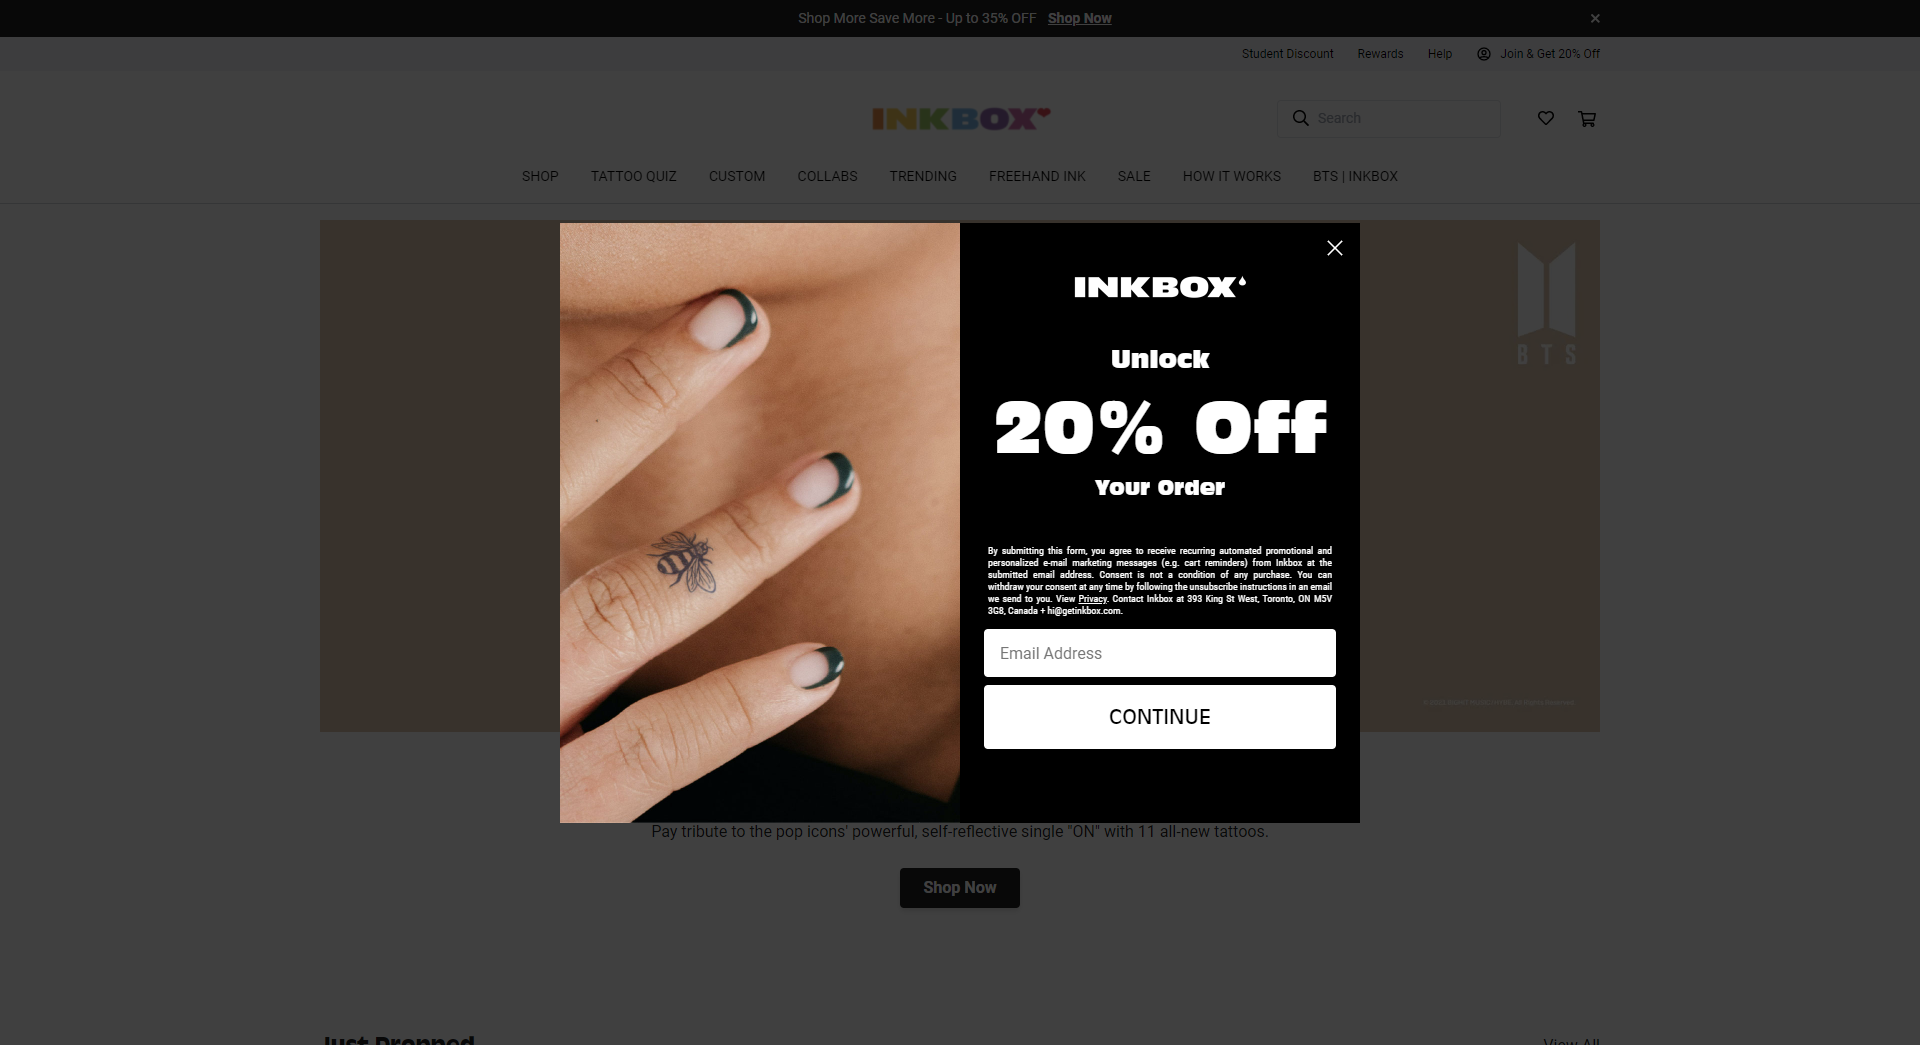 Shop More Save More - Up to 35% OFF Shop Now
Student Discount Rewards Help Join & Get 20% Off
INKBOX
Search
SHOP TATTOO QUIZ CUSTOM COLLABS TRENDING FREEHAND INK SALE HOW IT WORKS BTS | INKBOX
BTS
INKBOX
Unlock
20% Off
Your Order
By submitting this form, you agree to receive recurring automated promotional and
personalized e-mail marketing messages (e.g. cart reminders) from Inkbox at the
submitted email address. Consent is not a condition of any purchase. You can
withdraw your consent at any time by following the unsubscribe instructions in an email
we send to you. View Privacy. Contact Inkbox at 393 King St West, Toronto, ON M5V
3G8, Canada + hi@getinkbox.com.
Email Address
CONTINUE
Pay tribute to the pop icons' powerful, self-reflective single "ON" with 11 all-new tattoos.
Shop Now
Just Dropped View All